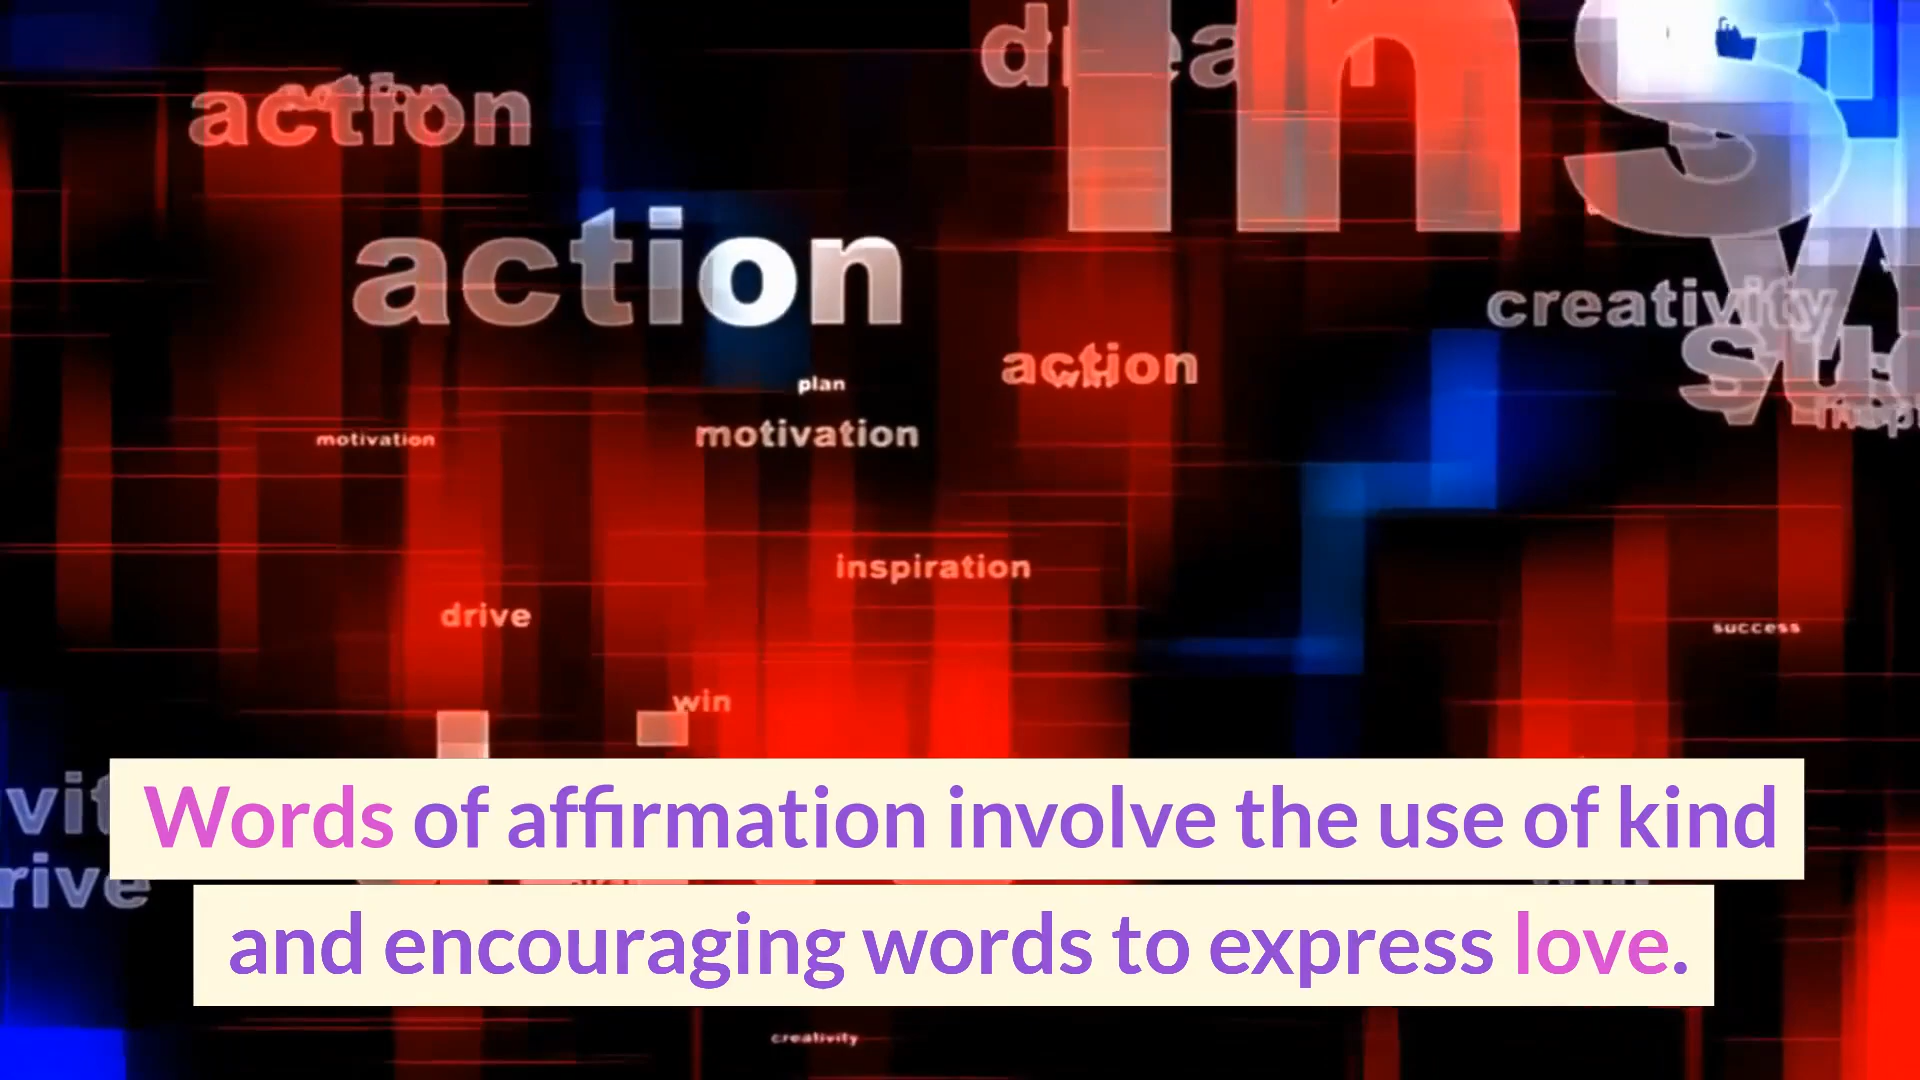 action
action
creativity
action
plan
motivation
motivation
inspiration
drive
success
win
Words of affirmation involve the use of kind
and encouraging words to express love.
creativity